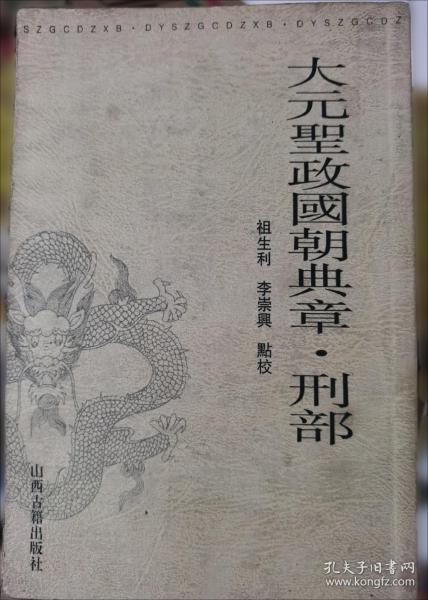 SZGCDZXB·DYSZGCDZXB·DYSZGCDZ
大元聖政國朝典章·刑部
祖生利 李崇興 點校
山西古籍出版社
孔夫子旧书网
www.kongfz.com